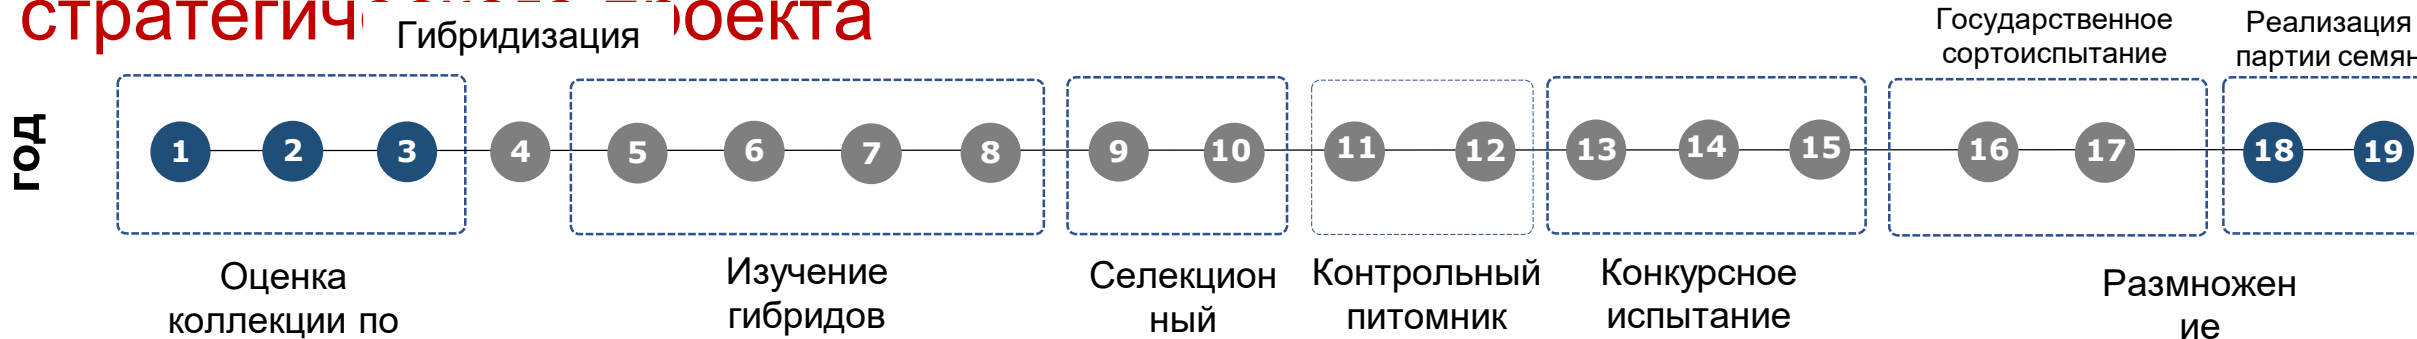 Гибридизация
Государственное
сортоиспытание
Реализация
партии семян
год
1 2 3 4 5 6 7 8 9 10 11 12 13 14 15 16 17 18 19
Оценка
коллекции по
Изучение
гибридов
Селекцион
ный
Контрольный
питомник
Конкурсное
испытание
Размножен
ие